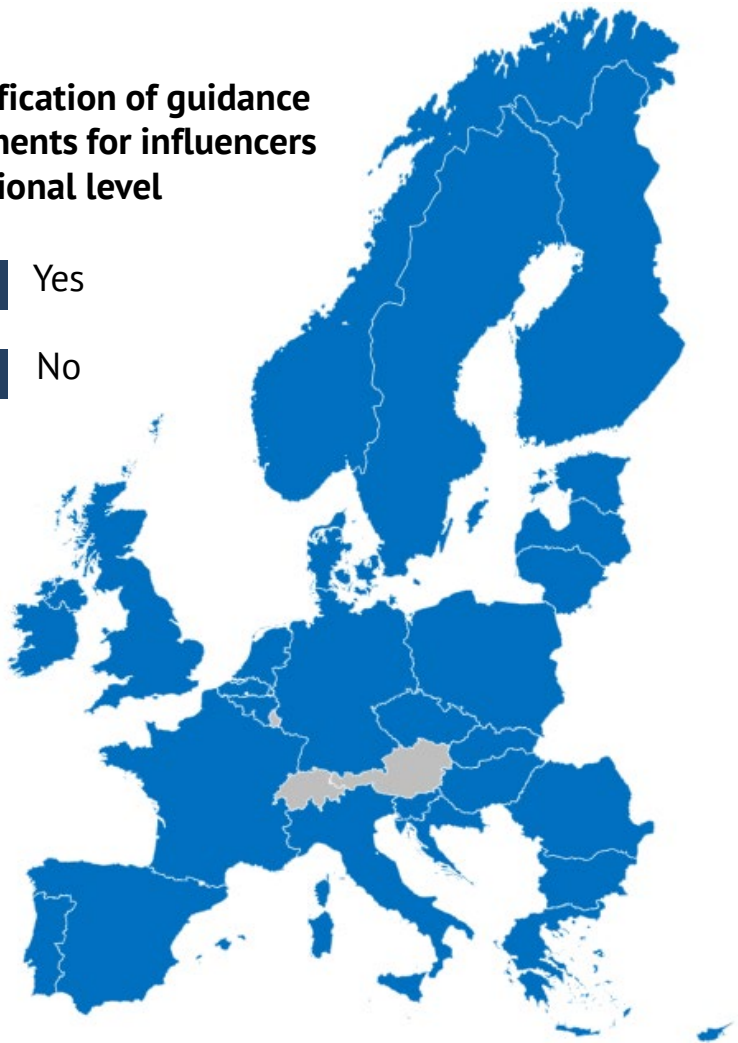 fication of guidance
ments for influencers
ional level
Yes
No